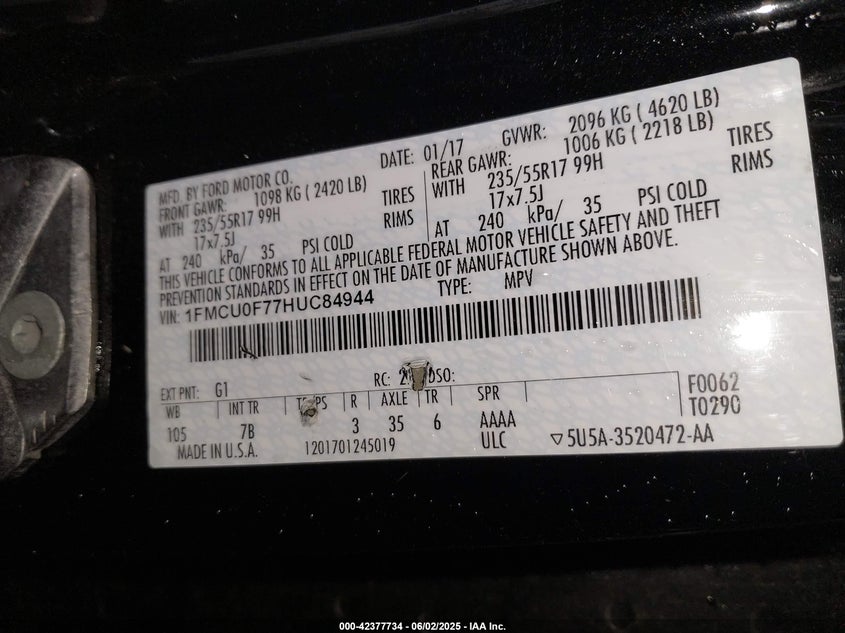 MFD. BY FORD MOTOR CO.
DATE: 01/17
GVWR: 2096 KG ( 4620 LB)
FRONT GAWR: 1098 KG ( 2420 LB)
WITH 235/55R17 99H TIRES
17x7.5J RIMS
AT 240 kPa/ 35 PSI COLD
REAR GAWR: 1006 KG ( 2218 LB)
WITH 235/55R17 99H TIRES
17x7.5J RIMS
AT 240 kPa/ 35 PSI COLD
THIS VEHICLE CONFORMS TO ALL APPLICABLE FEDERAL MOTOR VEHICLE SAFETY AND THEFT
PREVENTION STANDARDS IN EFFECT ON THE DATE OF MANUFACTURE SHOWN ABOVE.
VIN: 1FMCU0F77HUC84944 TYPE: MPV
EXT PNT: G1 RC: DSO:
WB INT TR R AXLE TR SPR
105 7B 3 35 6 AAAA
F0062
T0290
MADE IN U.S.A. 1201701245019 ULC ▽5U5A-3520472-AA
000-42377734 - 06/02/2025 - IAA Inc.